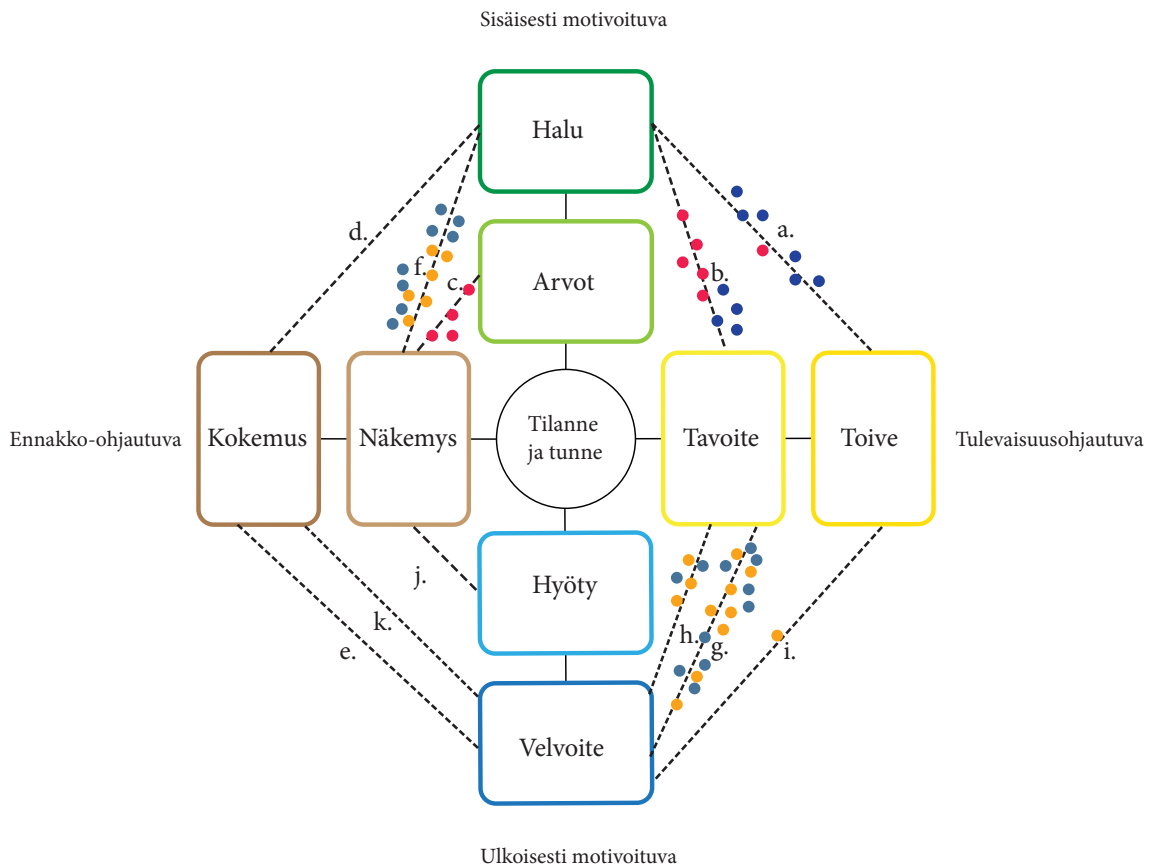 Sisäisesti motivoituva
Halu
d.
a.
f.
c.
b.
Arvot
Ennakko-ohjautuva
Kokemus
Näkemys
Tilanne
ja tunne
Tavoite
Toive
Tulevaisuusohjautuva
j.
Hyöty
k.
e.
h.
g.
i.
Velvoite
Ulkoisesti motivoituva